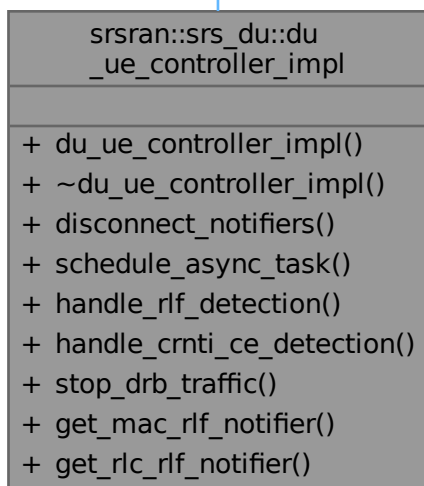 srsran::srs_du::du
_ue_controller_impl
+ du_ue_controller_impl()
+ ~du_ue_controller_impl()
+ disconnect_notifiers()
+ schedule_async_task()
+ handle_rlf_detection()
+ handle_crnti_ce_detection()
+ stop_drb_traffic()
+ get_mac_rlf_notifier()
+ get_rlc_rlf_notifier()